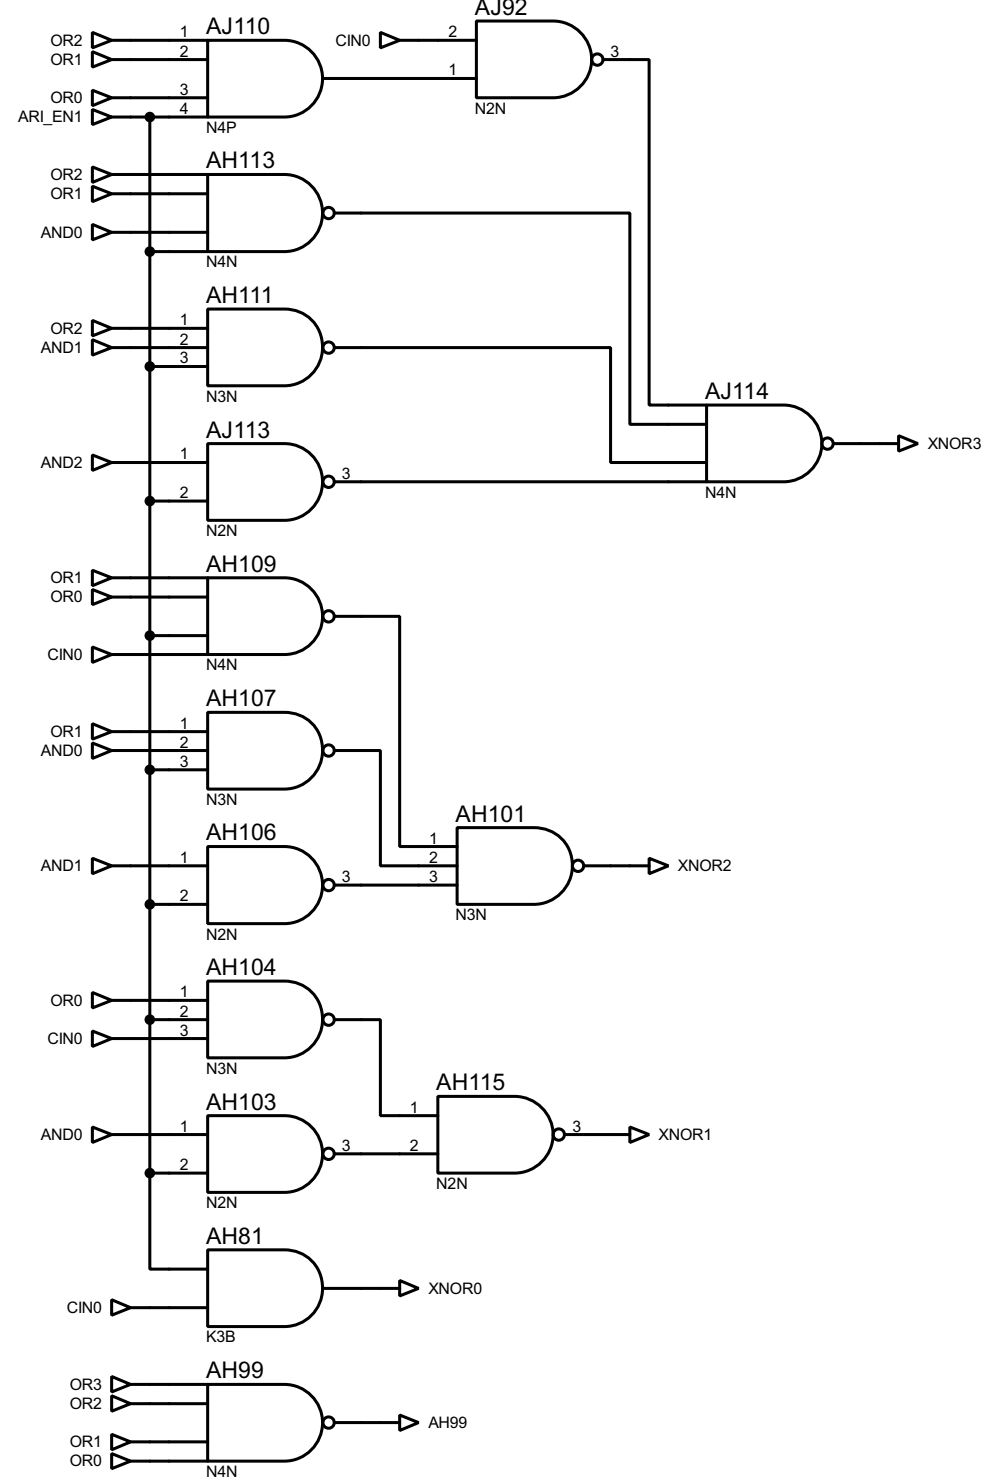 AJ92
AJ110
OR2 1
CIN0 2
OR1 2
3
1
OR0 3
ARI_EN1 4
N2N
N4P
AH113
OR2
OR1
AND0
N4N
AH111
OR2 1
AND1 2
3
N3N
AJ114
AJ113
XNOR3
AND2 1
3
2
N4N
N2N
AH109
OR1
OR0
CIN0
N4N
AH107
OR1 1
AND0 2
3
N3N
AH101
AH106
1
AND1 1
2
XNOR2
3 3
2
N3N
N2N
AH104
OR0 1
2
CIN0 3
N3N
AH115
AH103
1
AND0 1
3 XNOR1
3 2
2
N2N
N2N
AH81
XNOR0
CIN0
K3B
AH99
OR3
OR2
AH99
OR1
OR0
N4N